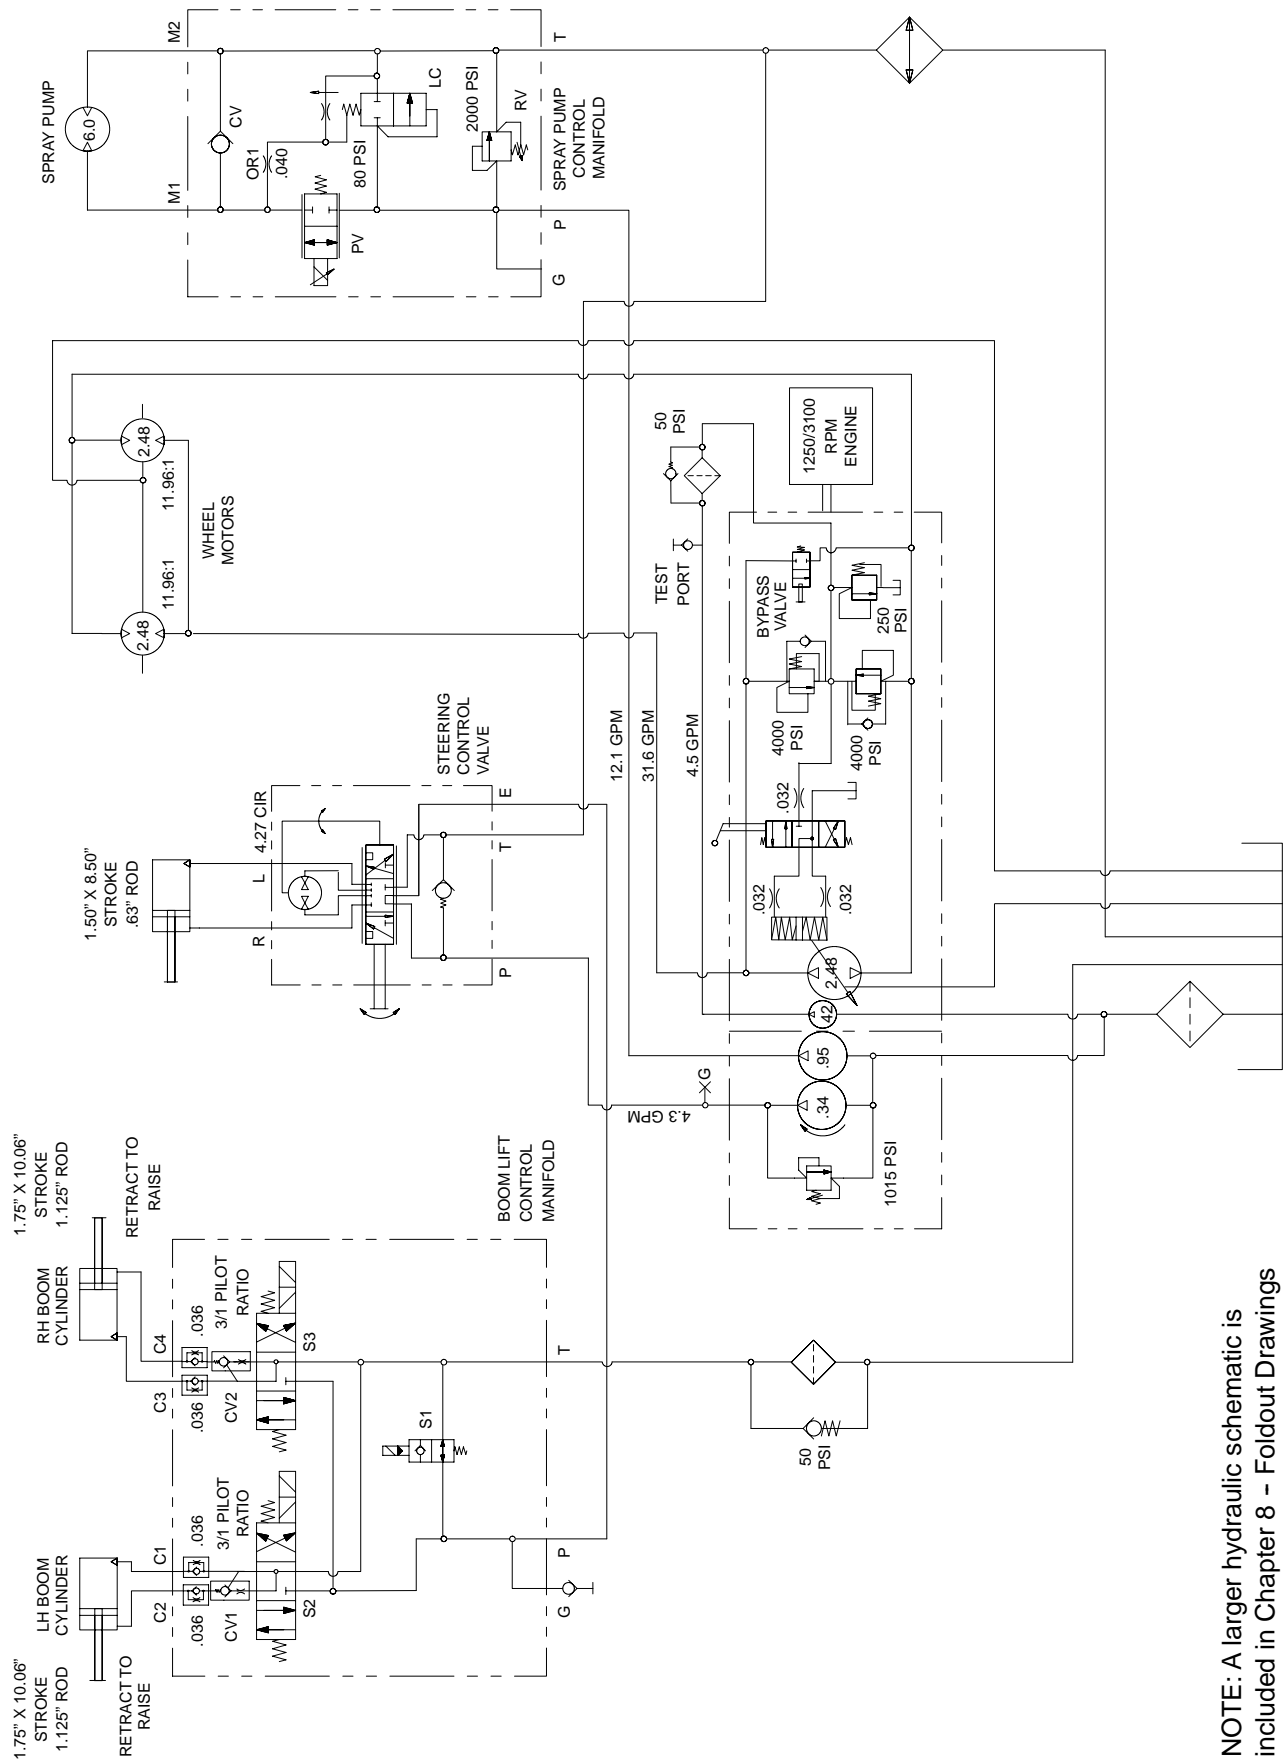 1.75” X 10.06”
STROKE
1.125” ROD
RETRACT TO
RAISE
LH BOOM
CYLINDER
C2
C1
.036
.036
3/1 PILOT
RATIO
CV1
S2
1.75” X 10.06”
STROKE
1.125” ROD
RETRACT TO
RAISE
RH BOOM
CYLINDER
C3
C4
.036
.036
3/1 PILOT
RATIO
CV2
S3
S1
BOOM LIFT
CONTROL
MANIFOLD
G
P
T
50
PSI
1.50” X 8.50”
STROKE
.63” ROD
R
L
4.27 CIR
STEERING
CONTROL
VALVE
P
T
E
2.48
2.48
11.96:1
11.96:1
WHEEL
MOTORS
SPRAY PUMP
6.0
M1
M2
CV
OR1
.040
PV
80 PSI
LC
2000 PSI
RV
G
P
T
SPRAY PUMP
CONTROL
MANIFOLD
4.3 GPM
G
12.1 GPM
31.6 GPM
4.5 GPM
TEST
PORT
50
PSI
1015 PSI
.34
.95
.42
2.48
.032
.032
.032
4000
PSI
4000
PSI
BYPASS
VALVE
250
PSI
1250/3100
RPM
ENGINE
NOTE: A larger hydraulic schematic is
included in Chapter 8 – Foldout Drawings